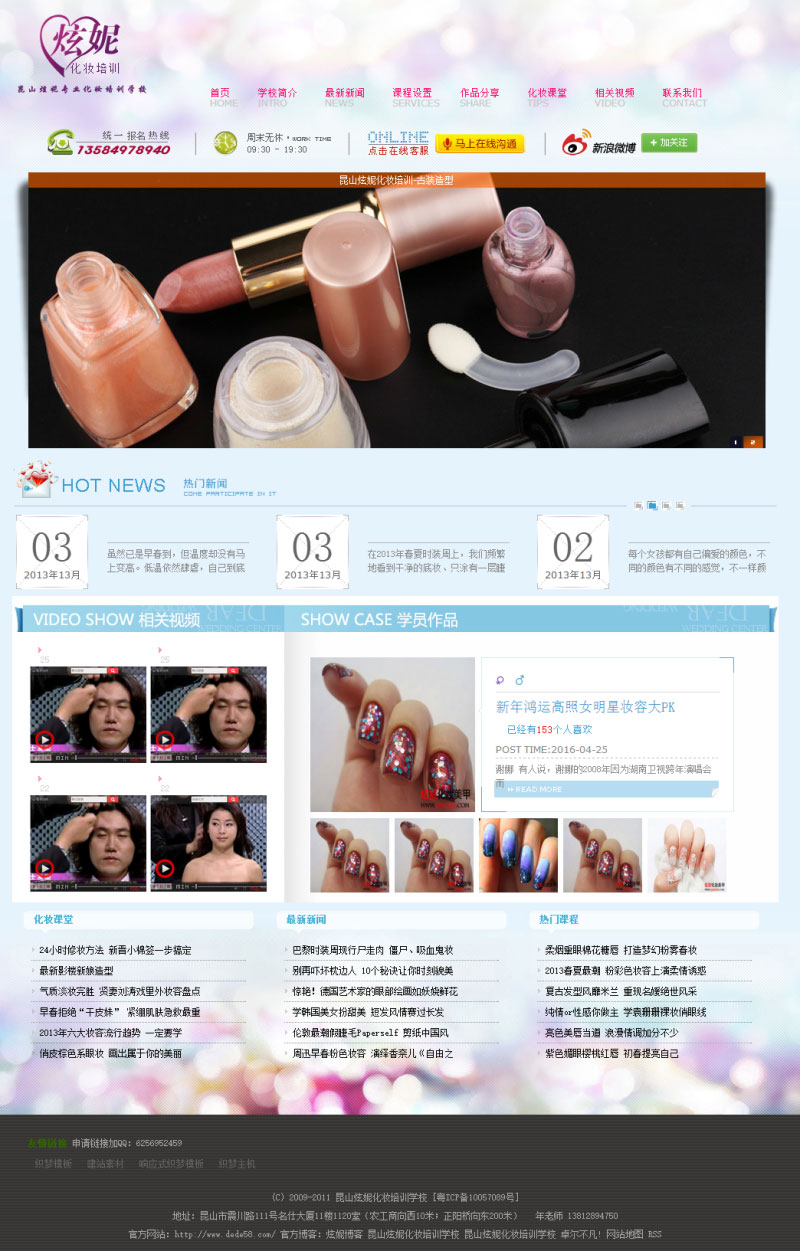 炫妮
化妆培训
昆山炫妮专业化妆培训学校
首页 学校简介 最新新闻 课程设置 作品分享 化妆课堂 相关视频 联系我们
HOME INTRO NEWS SERVICES SHARE TIPS VIDEO CONTACT
统一报名热线
13584978940
周末无休 · WORK TIME
09:30 - 19:30
ONLINE
点击在线客服
马上在线沟通
新浪微博
+ 加关注
昆山炫妮化妆培训-古装造型
1 2
HOT NEWS 热门新闻
COME PARTICIPATE IN IT
03
2013年13月
虽然已是早春到，但温度却没有马
上变高。低温依然肆虐，自己到底
03
2013年13月
在2013年春夏时装周上，我们频繁
地看到干净的底妆、只涂有一层睫
02
2013年13月
每个女孩都有自己偏爱的颜色，不
同的颜色有不同的感觉，不一样颜
VIDEO SHOW 相关视频
DEAR
WEDDING CENTER
SHOW CASE 学员作品
WEDDING
DEAR
WEDDING CENTER
25
25
22
22
新年鸿运高照女明星妆容大PK
已经有153个人喜欢
POST TIME:2016-04-25
谢娜 有人说，谢娜的2008年因为湖南卫视跨年演唱会
而
READ MORE
化妆课堂
24小时修妆方法 新晋小棉签一步搞定
最新影楼新娘造型
气质淡妆完胜 贤妻刘涛戏里外妆容盘点
早春拒绝“干皮妹” 紧绷肌肤急救最重
2013年六大妆容流行趋势 一定要学
俏皮棕色系眼妆 画出属于你的美丽
最新新闻
巴黎时装周现行尸走肉 僵尸、吸血鬼妆
别再吓坏枕边人 10个秘诀让你时刻貌美
惊艳！德国艺术家的眼部绘画如妖娆鲜花
学韩国美女扮甜美 短发风情赛过长发
伦敦最潮假睫毛Paperself 剪纸中国风
周迅早春粉色妆容 演绎香奈儿《自由之
热门课程
柔烟重眼棉花糖唇 打造梦幻粉雾春妆
2013春夏最潮 粉彩色妆容上演柔情诱惑
复古发型风靡米兰 重现名媛绝世风采
纯情or性感你做主 学袁珊珊裸妆俏眼线
亮色美唇当道 浪漫情调加分不少
紫色媚眼樱桃红唇 初春提亮自己
友情链接 申请链接加QQ：6256952459
织梦模板 建站素材 响应式织梦模板 织梦主机
(C) 2009-2011 昆山炫妮化妆培训学校 [粤ICP备10057089号]
地址：昆山市震川路111号名仕大厦11楼1120室（农工商向西10米；正阳桥向东200米） 年老师 13812894750
官方网站：http://www.dede58.com/ 官方博客：炫妮博客 昆山炫妮化妆培训学校 昆山炫妮化妆培训学校 卓尔不凡！网站地图 RSS